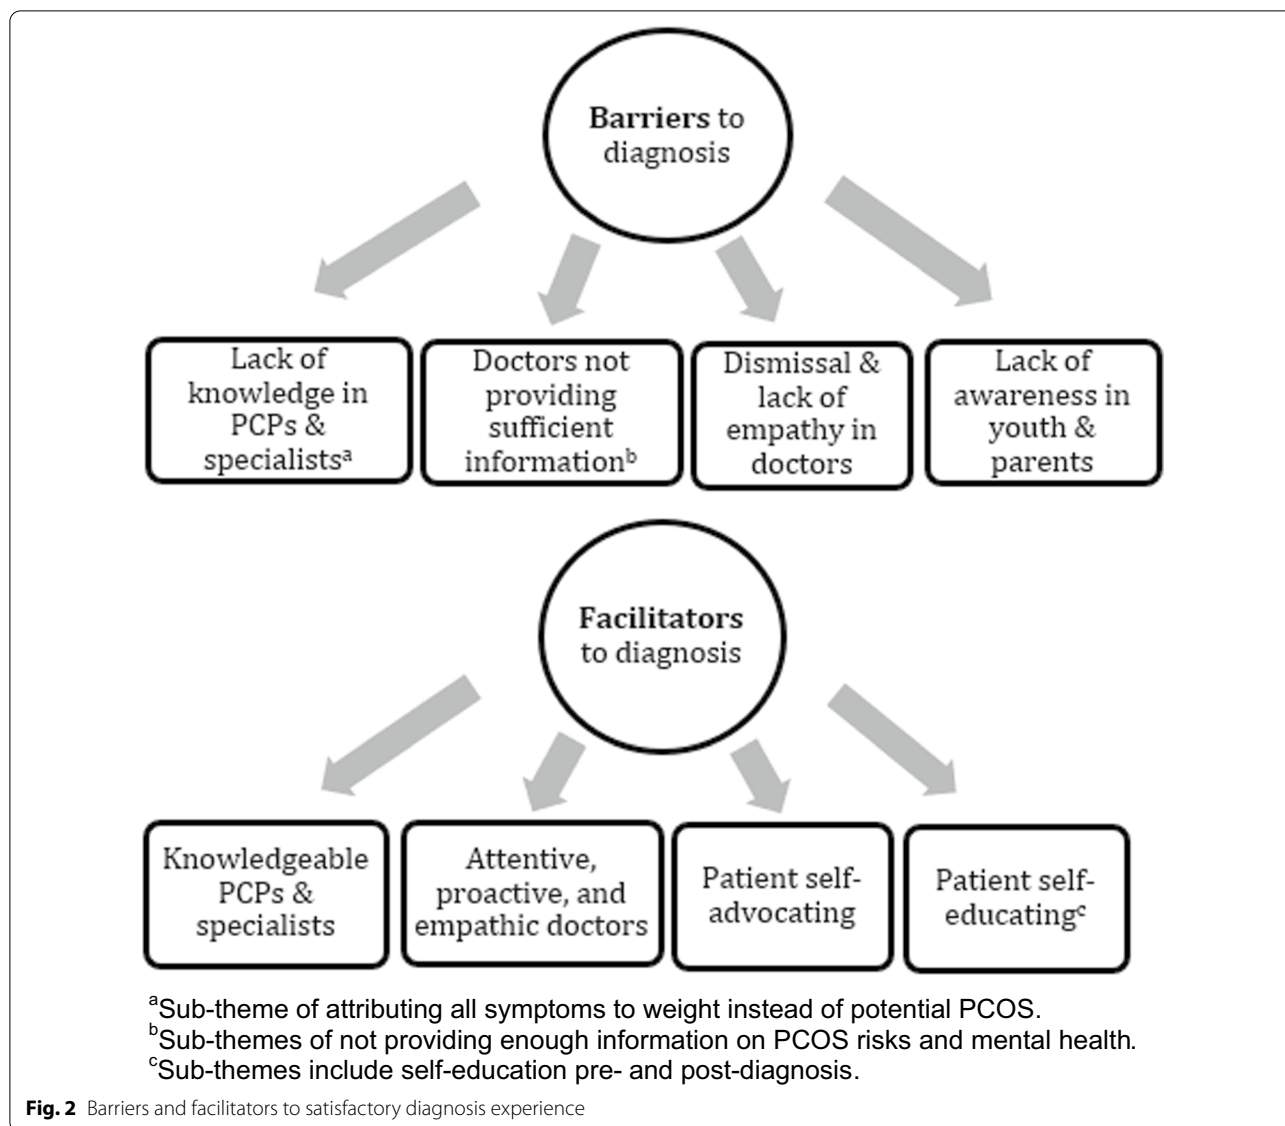 Barriers to
diagnosis
Lack of
knowledge in
PCPs &
specialistsᵃ
Doctors not
providing
sufficient
informationᵇ
Dismissal &
lack of
empathy in
doctors
Lack of
awareness in
youth &
parents
Facilitators
to diagnosis
Knowledgeable
PCPs &
specialists
Attentive,
proactive, and
empathic doctors
Patient self-
advocating
Patient self-
educatingᶜ
ᵃSub-theme of attributing all symptoms to weight instead of potential PCOS.
ᵇSub-themes of not providing enough information on PCOS risks and mental health.
ᶜSub-themes include self-education pre- and post-diagnosis.
Fig. 2 Barriers and facilitators to satisfactory diagnosis experience